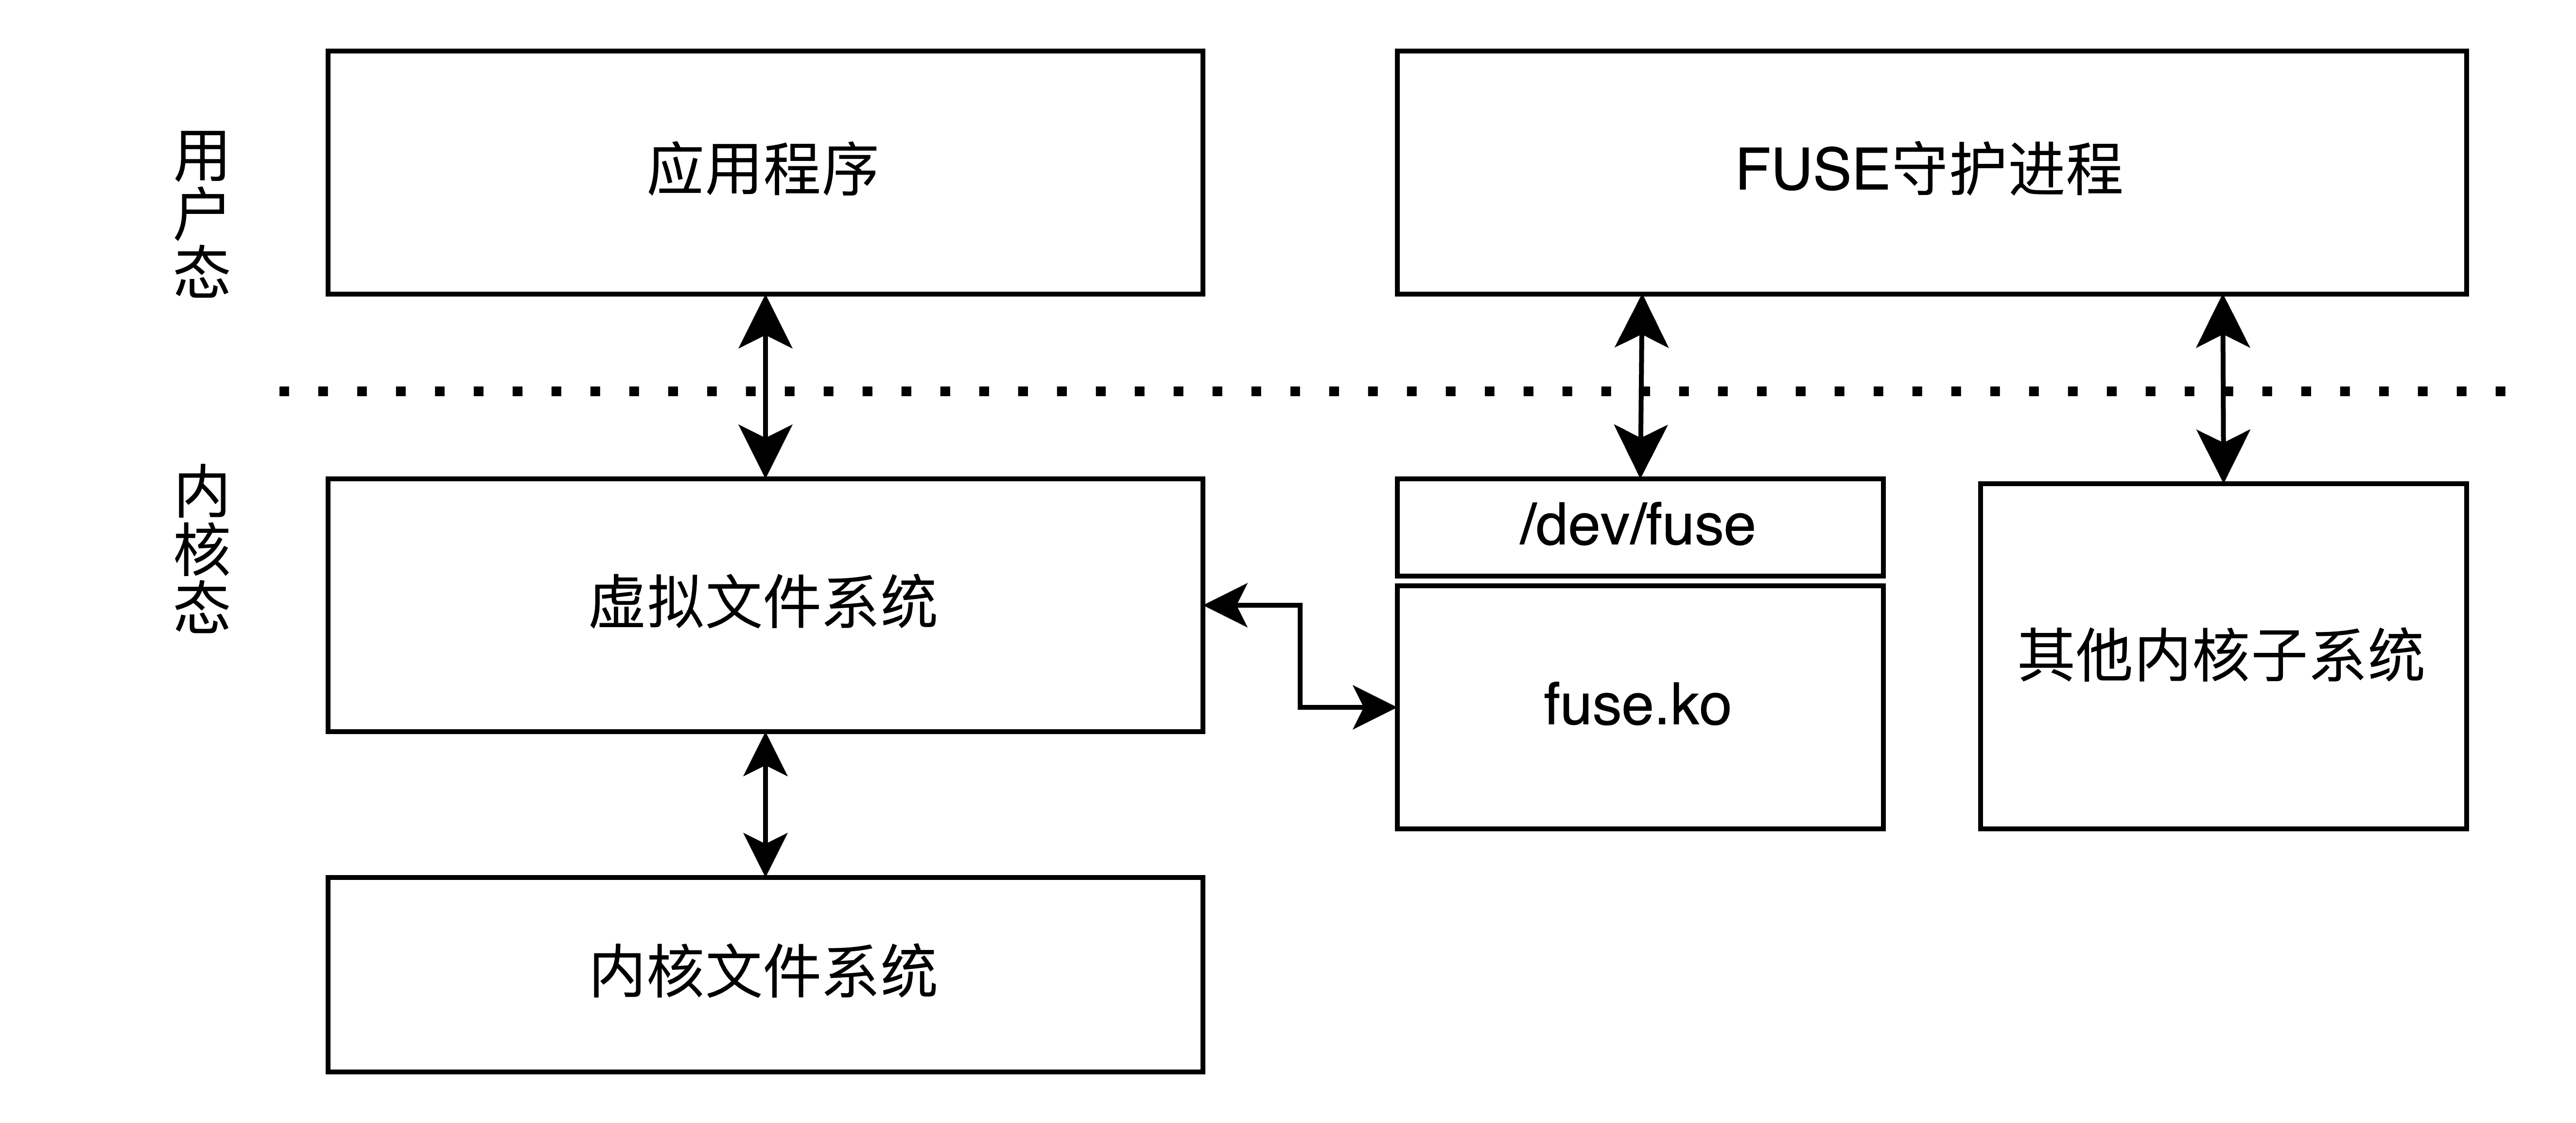 用户态
应用程序
FUSE守护进程
内核态
虚拟文件系统
/dev/fuse
fuse.ko
其他内核子系统
内核文件系统